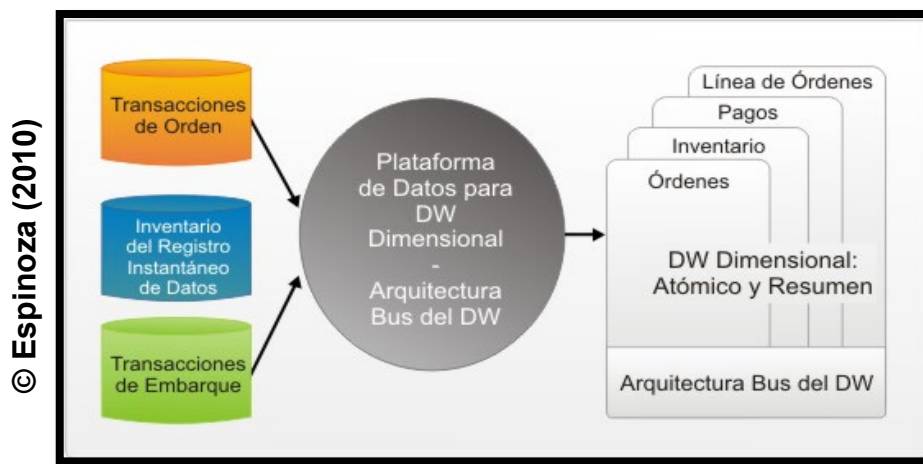 © Espinoza (2010)
Transacciones
de Orden
Inventario
del Registro
Instantáneo
de Datos
Transacciones
de Embarque
Plataforma
de Datos para
DW
Dimensional
-
Arquitectura
Bus del DW
Línea de Órdenes
Pagos
Inventario
Órdenes
DW Dimensional:
Atómico y Resumen
Arquitectura Bus del DW